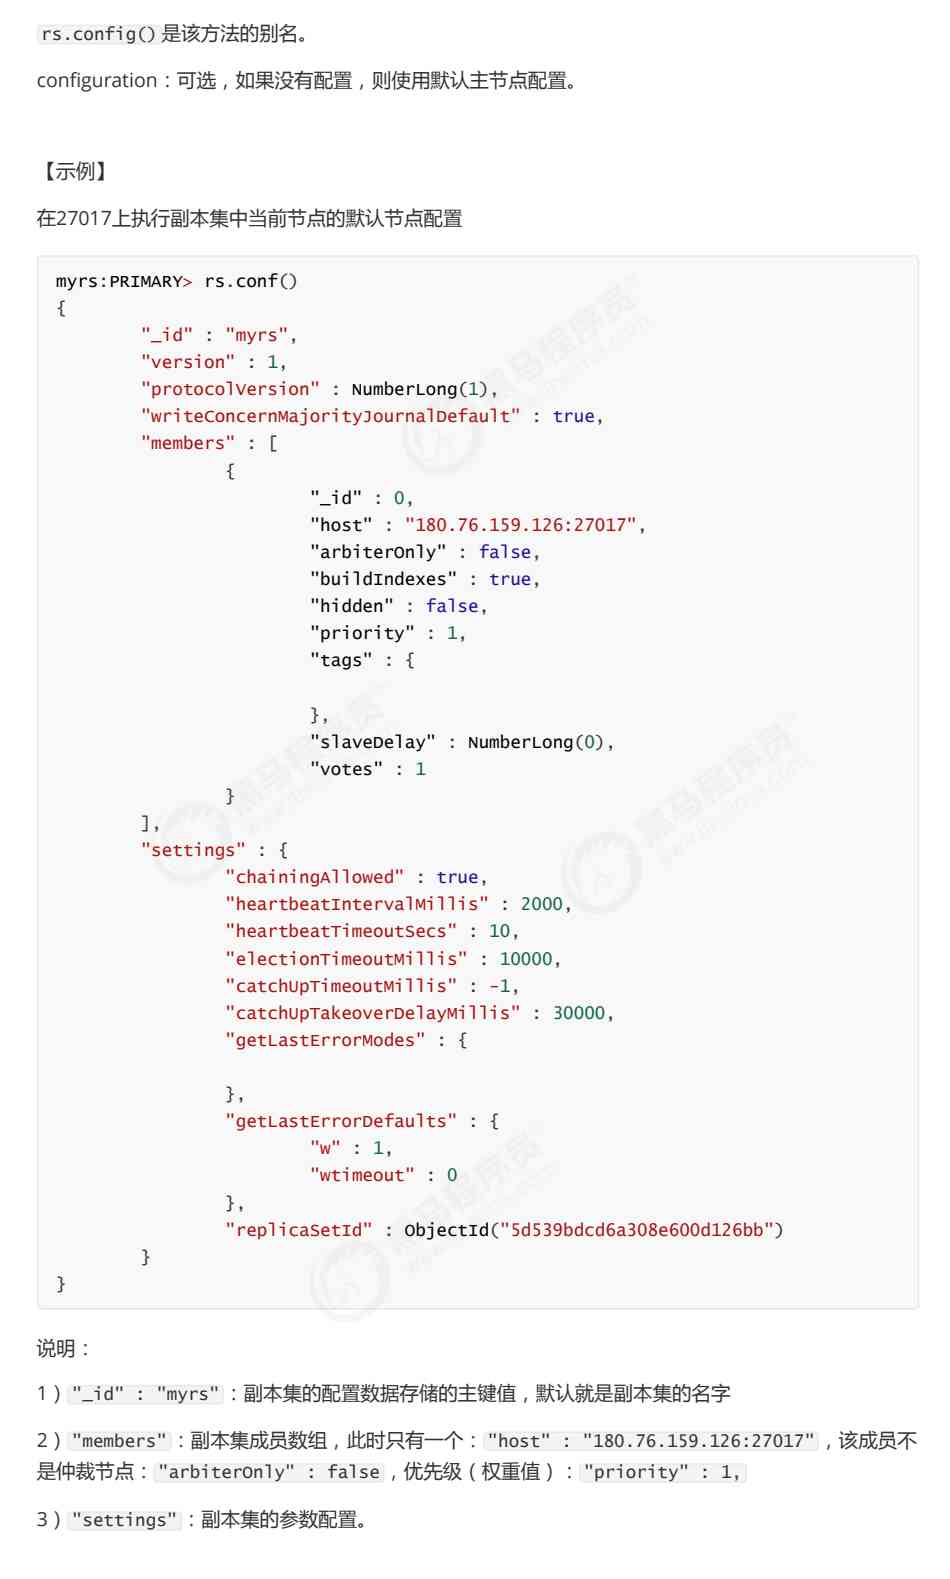 rs.config() 是该方法的别名。
configuration：可选，如果没有配置，则使用默认主节点配置。
【示例】
在27017上执行副本集中当前节点的默认节点配置
myrs:PRIMARY> rs.conf()
{
"_id" : "myrs",
"version" : 1,
"protocolVersion" : NumberLong(1),
"writeConcernMajorityJournalDefault" : true,
"members" : [
{
"_id" : 0,
"host" : "180.76.159.126:27017",
"arbiterOnly" : false,
"buildIndexes" : true,
"hidden" : false,
"priority" : 1,
"tags" : {
},
"slaveDelay" : NumberLong(0),
"votes" : 1
}
],
"settings" : {
"chainingAllowed" : true,
"heartbeatIntervalMillis" : 2000,
"heartbeatTimeoutSecs" : 10,
"electionTimeoutMillis" : 10000,
"catchUpTimeoutMillis" : -1,
"catchUpTakeoverDelayMillis" : 30000,
"getLastErrorModes" : {
},
"getLastErrorDefaults" : {
"w" : 1,
"wtimeout" : 0
},
"replicaSetId" : ObjectId("5d539bdcd6a308e600d126bb")
}
}
说明：
1）"_id" : "myrs"：副本集的配置数据存储的主键值，默认就是副本集的名字
2）"members"：副本集成员数组，此时只有一个："host" : "180.76.159.126:27017"，该成员不
是仲裁节点："arbiterOnly" : false，优先级（权重值）："priority" : 1,
3）"settings"：副本集的参数配置。